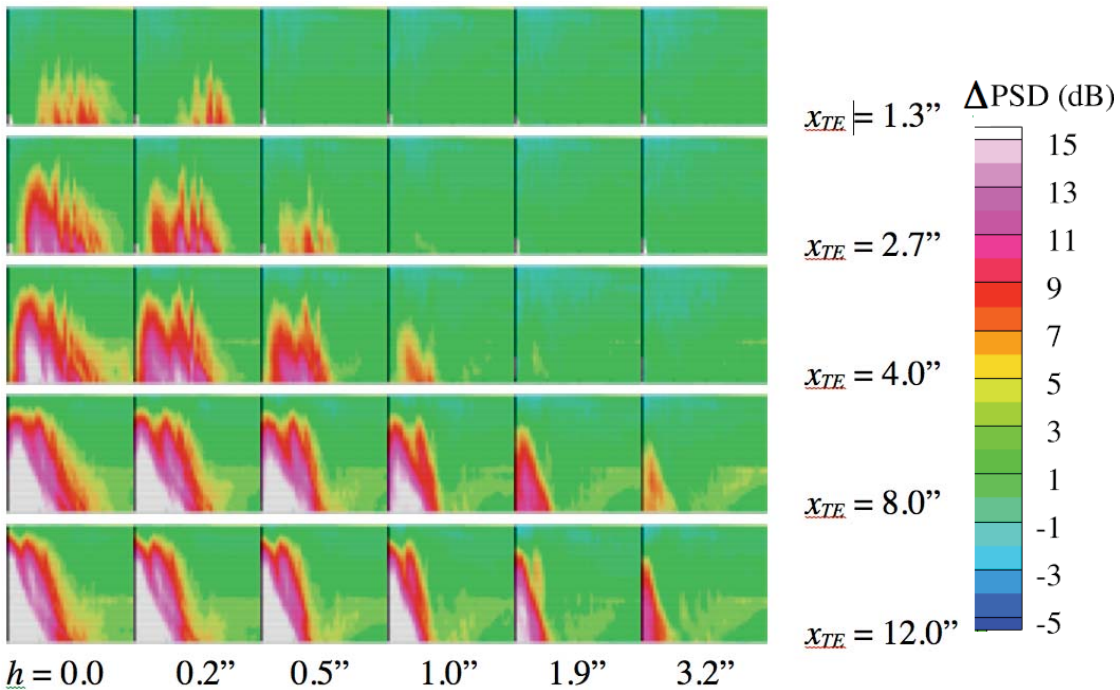 ΔPSD (dB)
x_TE = 1.3”
15
13
x_TE = 2.7”
11
9
7
x_TE = 4.0”
5
3
1
x_TE = 8.0”
-1
-3
x_TE = 12.0”
-5
h = 0.0 0.2” 0.5” 1.0” 1.9” 3.2”